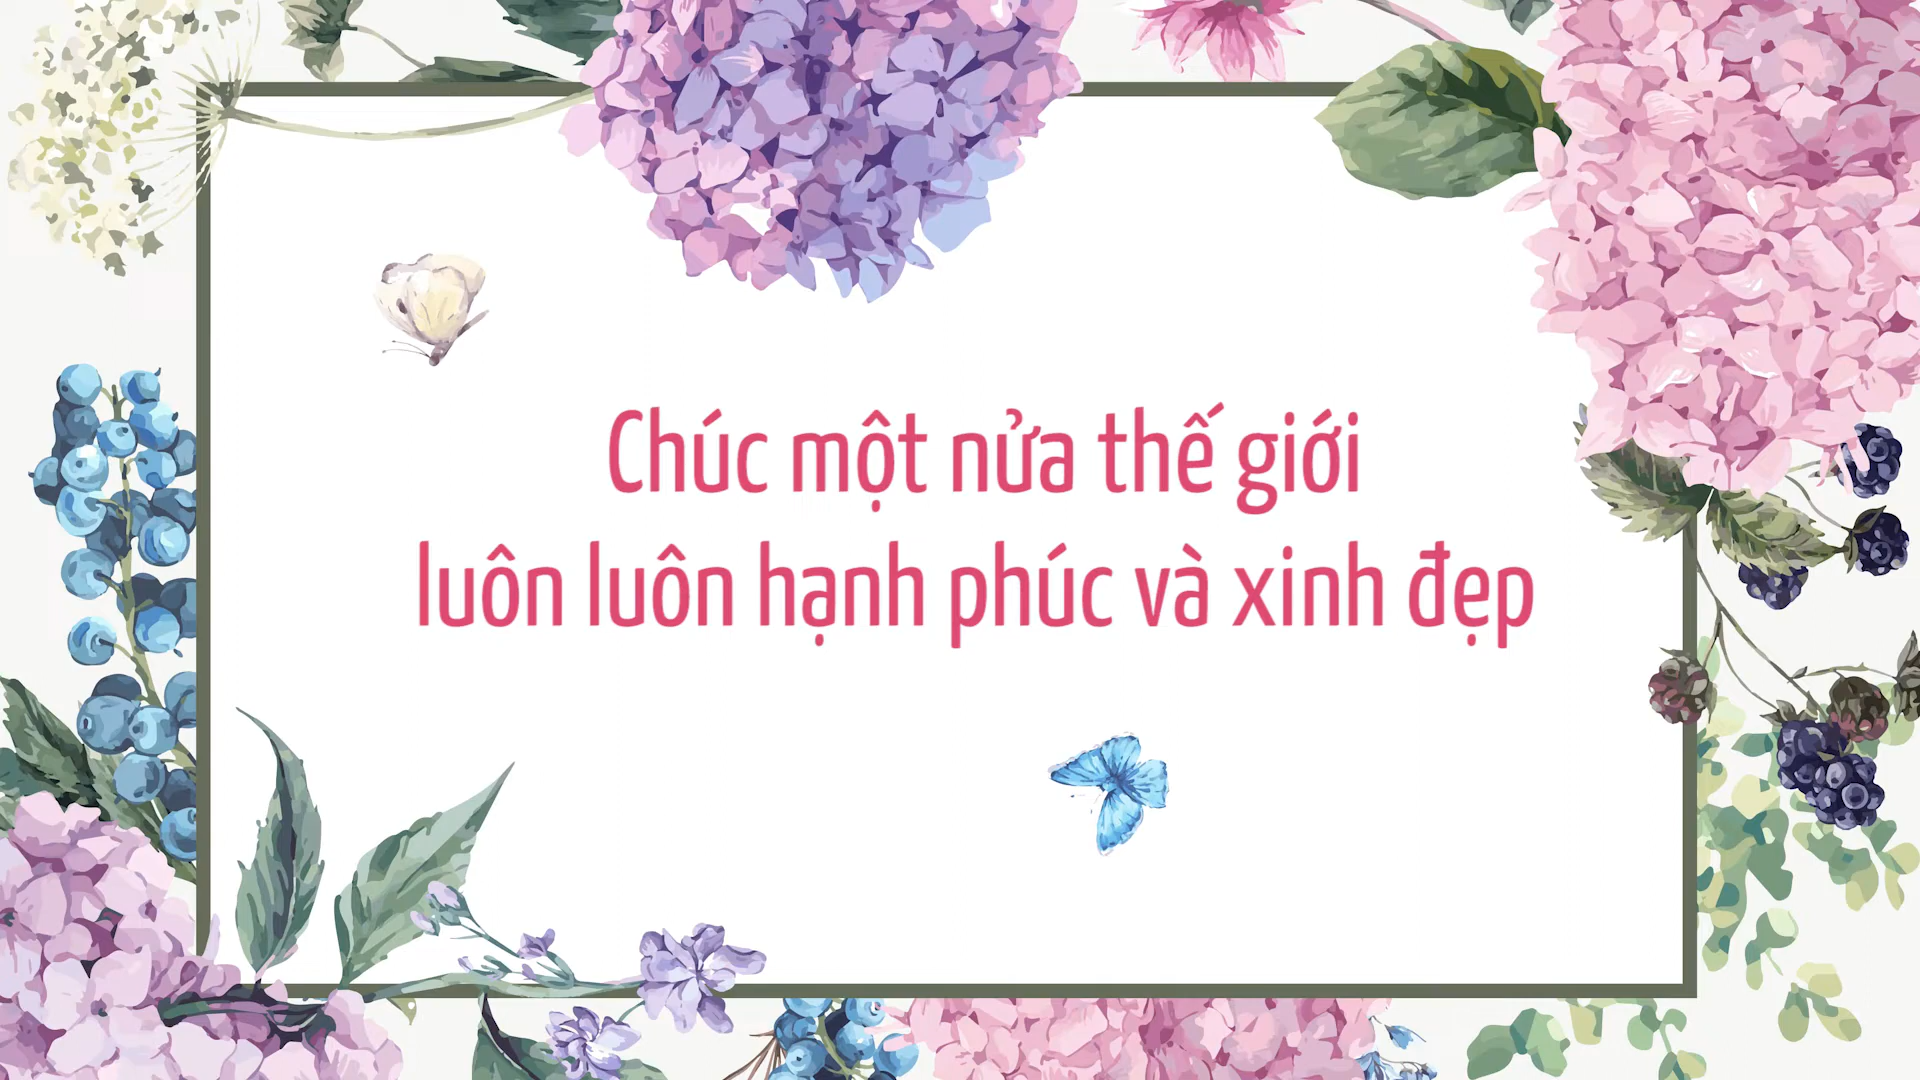 Chúc một nửa thế giới
luôn luôn hạnh phúc và xinh đẹp